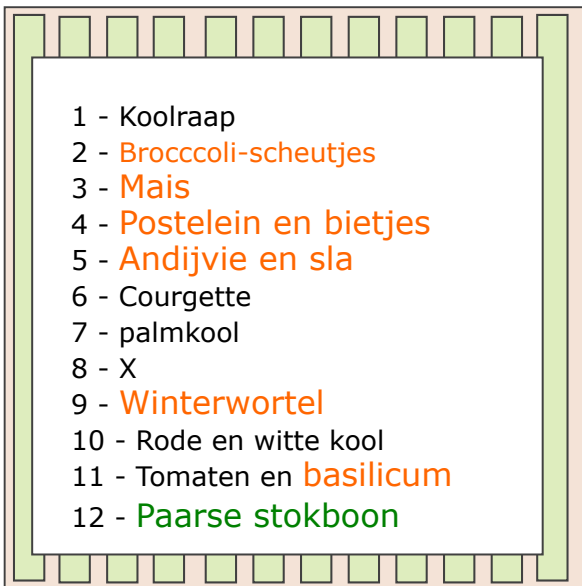 1 - Koolraap
2 - Brocccoli-scheutjes
3 - Mais
4 - Postelein en bietjes
5 - Andijvie en sla
6 - Courgette
7 - palmkool
8 - X
9 - Winterwortel
10 - Rode en witte kool
11 - Tomaten en basilicum
12 - Paarse stokboon